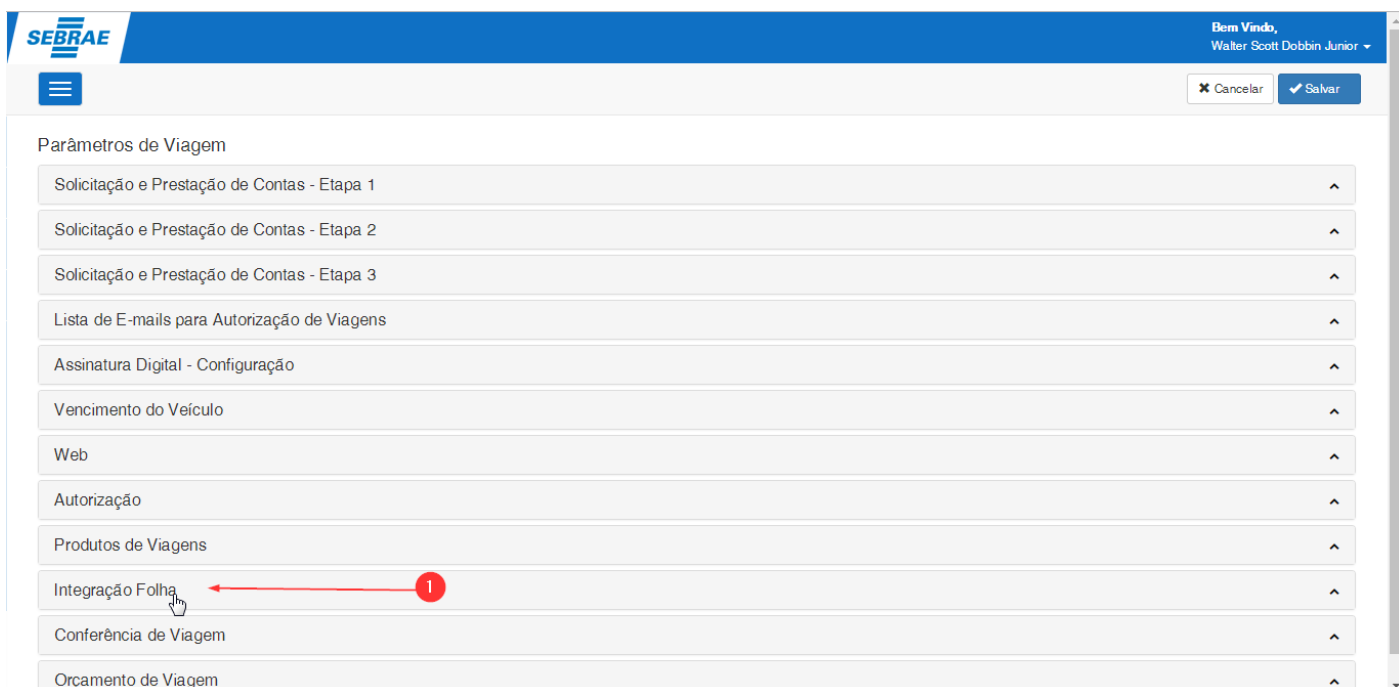 SEBRAE
Bem Vindo,
Walter Scott Dobbin Junior
Cancelar
Salvar
Parâmetros de Viagem
Solicitação e Prestação de Contas - Etapa 1
Solicitação e Prestação de Contas - Etapa 2
Solicitação e Prestação de Contas - Etapa 3
Lista de E-mails para Autorização de Viagens
Assinatura Digital - Configuração
Vencimento do Veículo
Web
Autorização
Produtos de Viagens
Integração Folha
1
Conferência de Viagem
Orçamento de Viagem